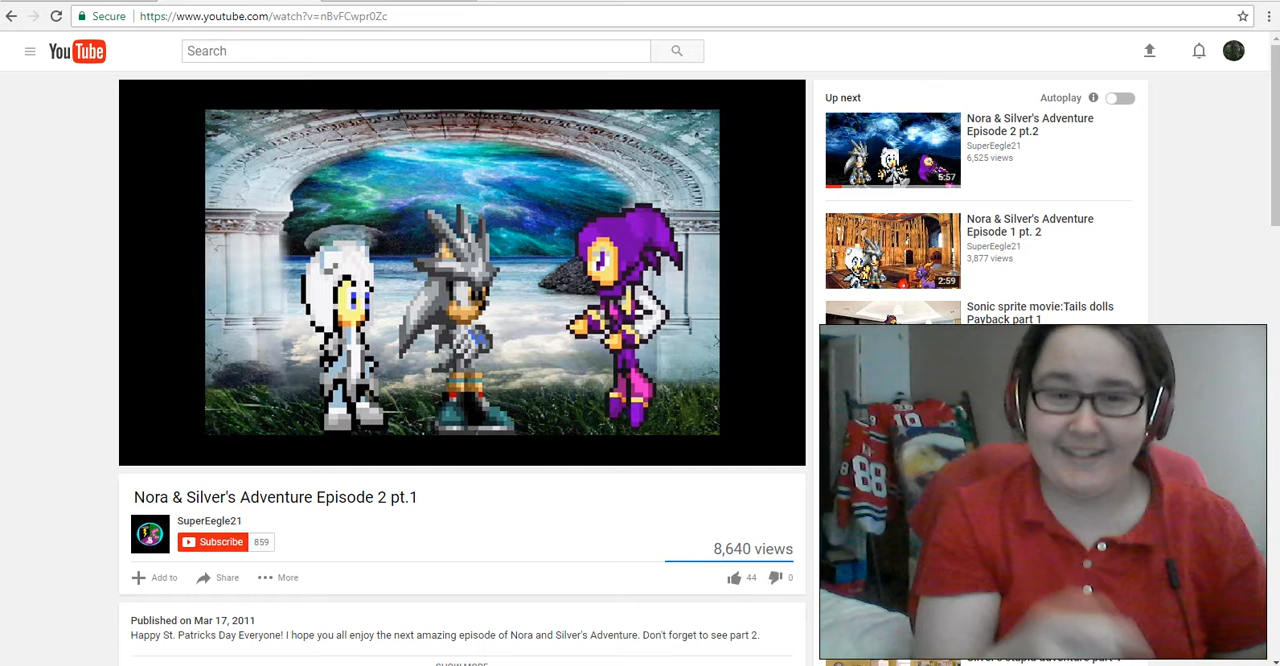 Secure https://www.youtube.com/watch?v=nBvFCwpr0Zc
YouTube
Search
Up next
Autoplay
Nora & Silver's Adventure
Episode 2 pt.2
SuperEegle21
6,525 views
5:57
Nora & Silver's Adventure
Episode 1 pt. 2
SuperEegle21
3,877 views
2:59
Sonic sprite movie:Tails dolls
Payback part 1
88
Nora & Silver's Adventure Episode 2 pt.1
SuperEegle21
Subscribe 859
8,640 views
Add to Share More
44 0
Published on Mar 17, 2011
Happy St. Patricks Day Everyone! I hope you all enjoy the next amazing episode of Nora and Silver's Adventure. Don't forget to see part 2.
SHOW MORE